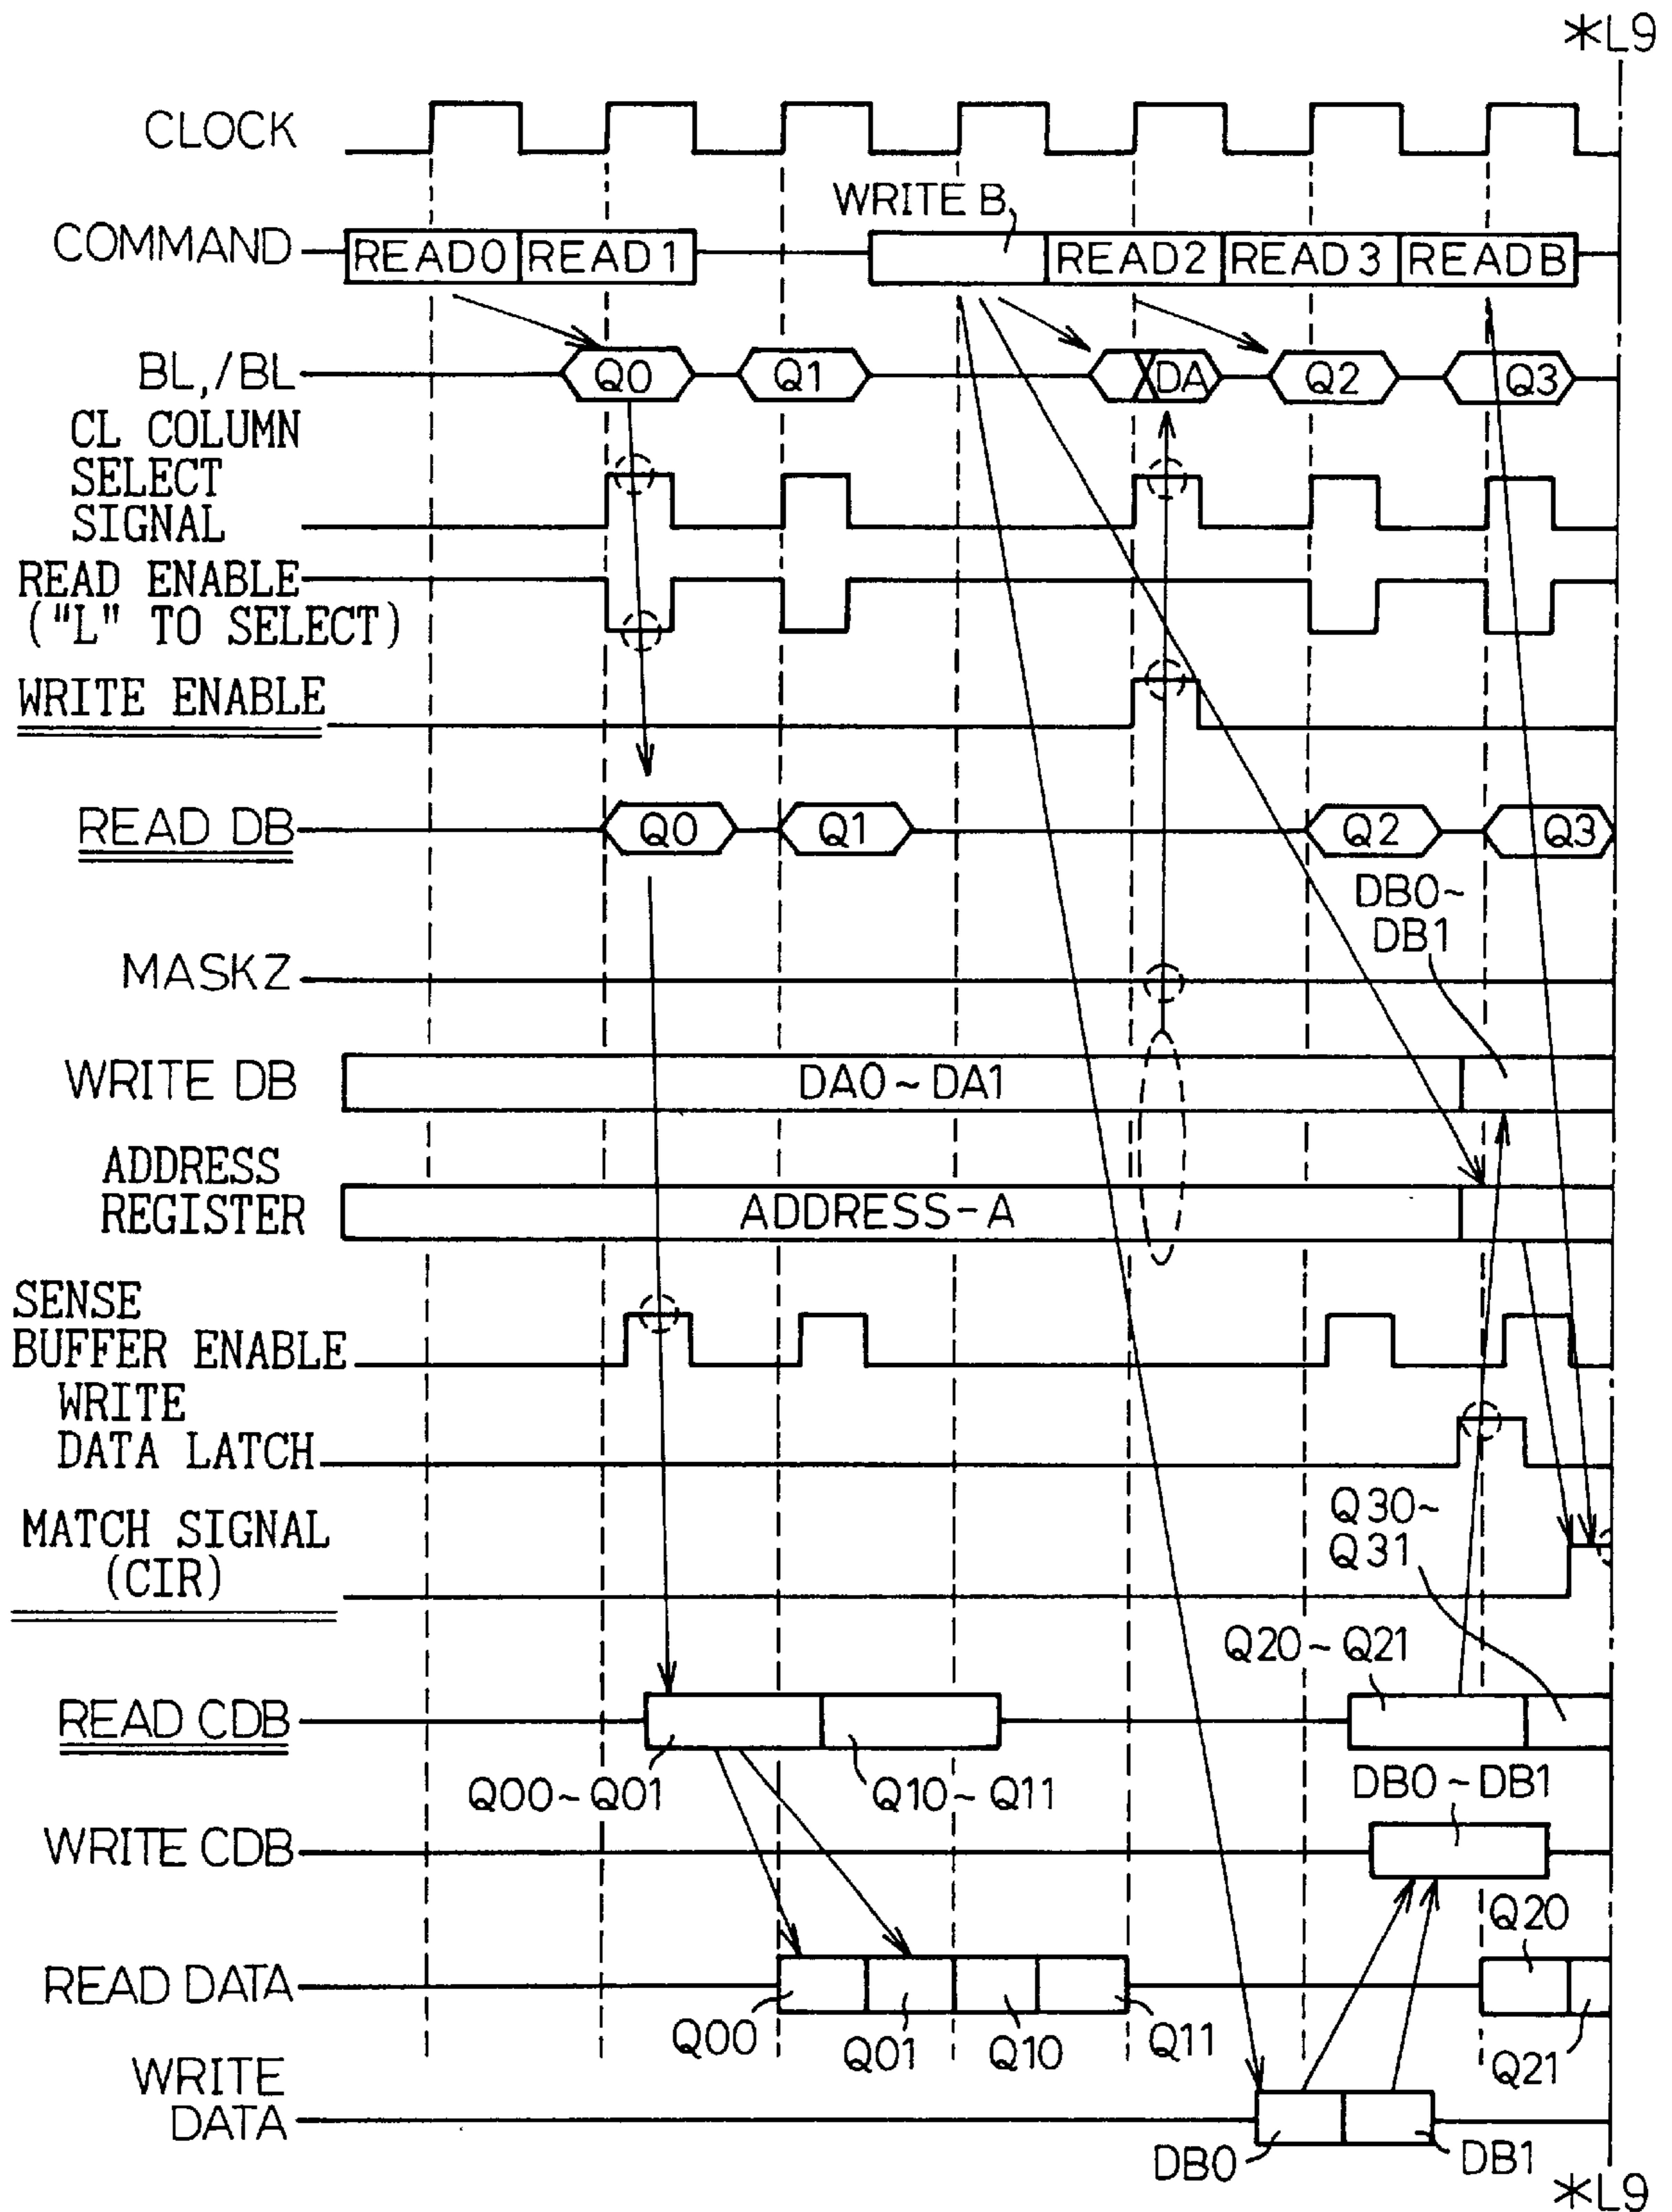 *L9
CLOCK
WRITE B
COMMAND
READ0 READ1 READ2 READ3 READB
BL,/BL
Q0 Q1 DA Q2 Q3
CL COLUMN
SELECT
SIGNAL
READ ENABLE
("L" TO SELECT)
WRITE ENABLE
READ DB
Q0 Q1 Q2 Q3
DB0~
DB1
MASKZ
WRITE DB
DA0~DA1
ADDRESS
REGISTER
ADDRESS-A
SENSE
BUFFER ENABLE
WRITE
DATA LATCH
MATCH SIGNAL
(CIR)
Q30~
Q31
Q20~Q21
READ CDB
Q00~Q01 Q10~Q11 DB0~DB1
WRITE CDB
Q20
READ DATA
Q00 Q01 Q10 Q11 Q21
WRITE
DATA
DB0 DB1
*L9